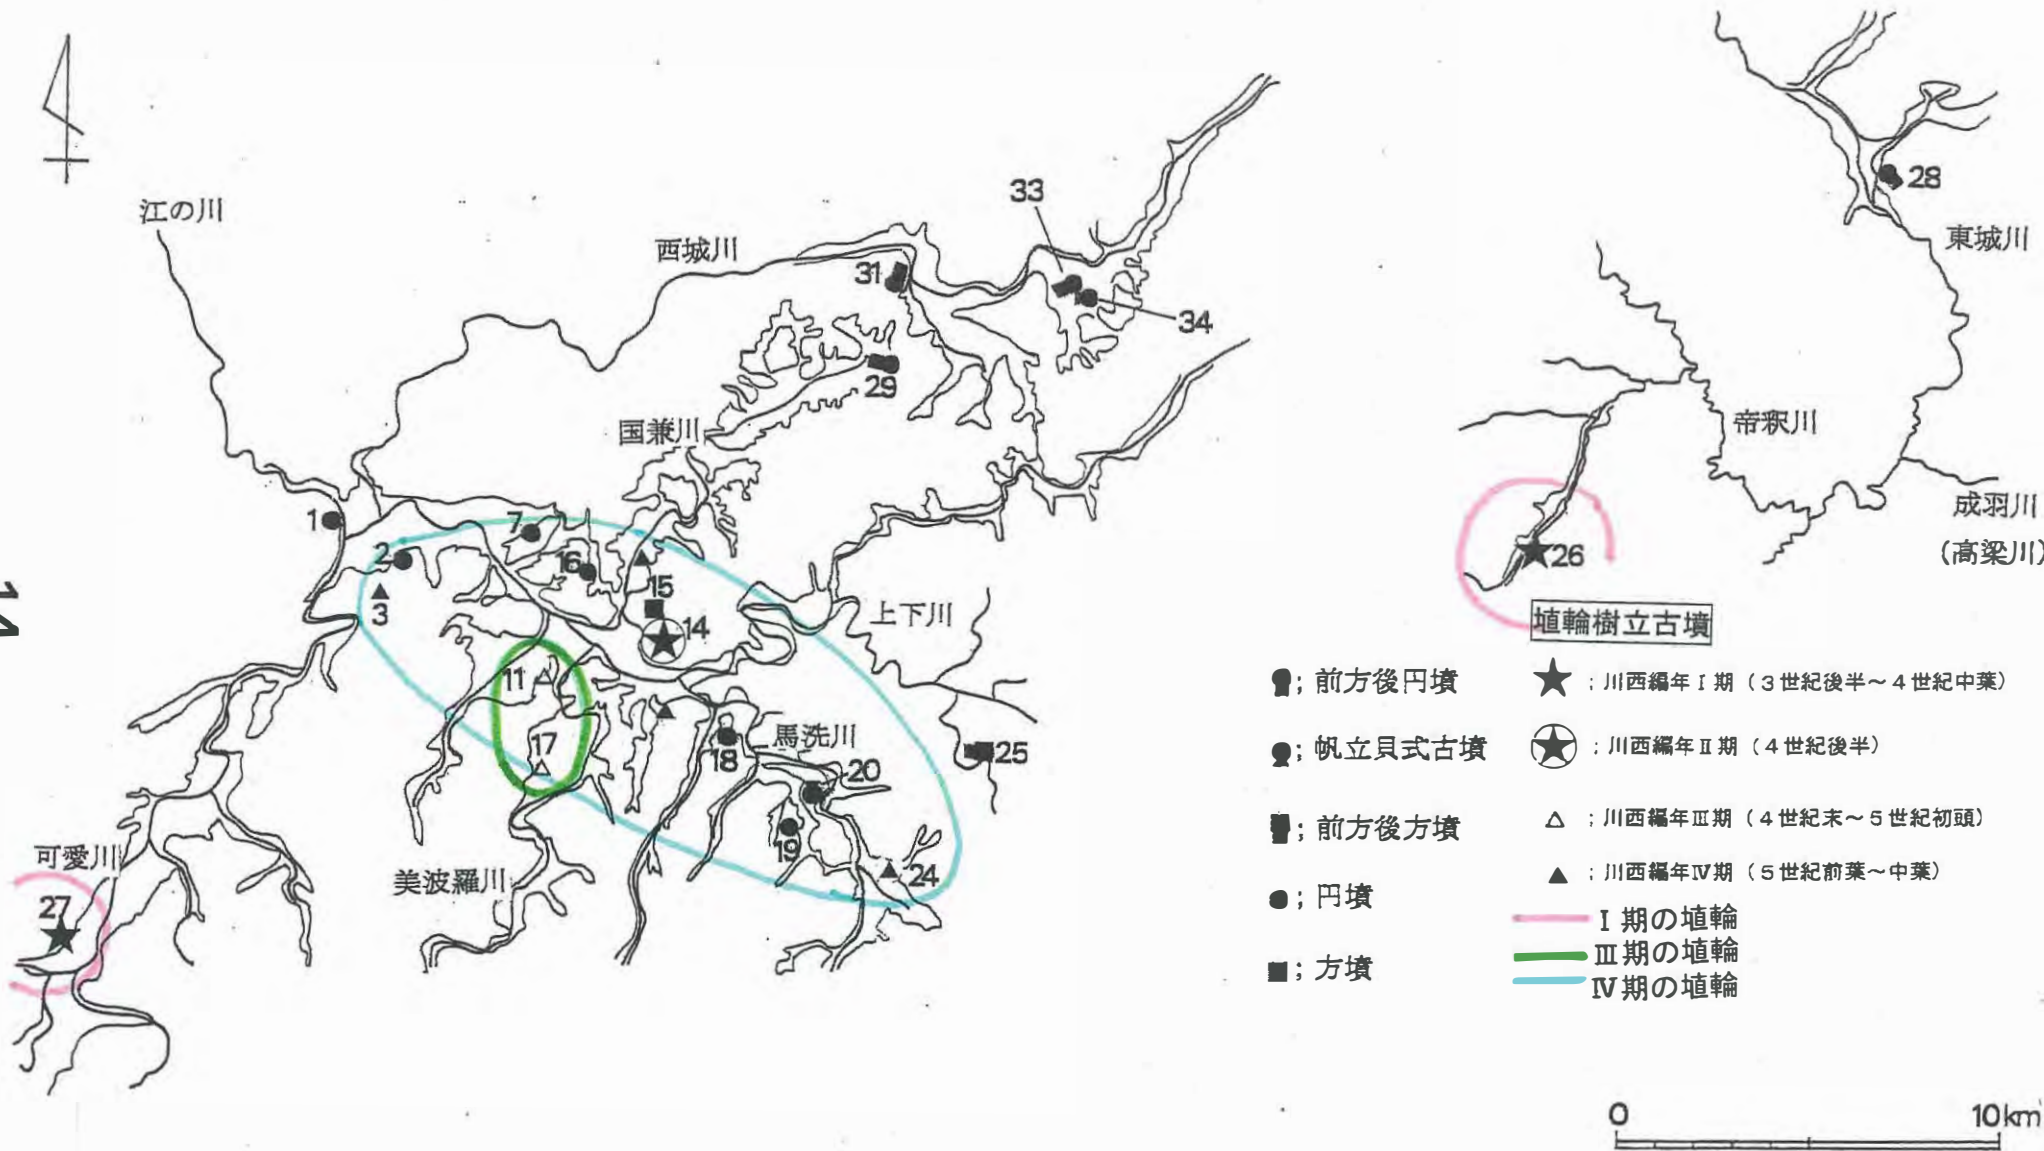 江の川
西城川
33
28
東城川
31
34
29
国兼川
帝釈川
成羽川
(高梁川)
1
7
2
16
3
15
14
26
上下川
埴輪樹立古墳
11
17
馬洗川
18
20
25
19
24
可愛川
美波羅川
27
; 前方後円墳
; 帆立貝式古墳
; 前方後方墳
; 円墳
; 方墳
; 川西編年Ⅰ期 (3世紀後半~4世紀中葉)
; 川西編年Ⅱ期 (4世紀後半)
; 川西編年Ⅲ期 (4世紀末~5世紀初頭)
; 川西編年Ⅳ期 (5世紀前葉~中葉)
Ⅰ期の埴輪
Ⅲ期の埴輪
Ⅳ期の埴輪
0 10km
14